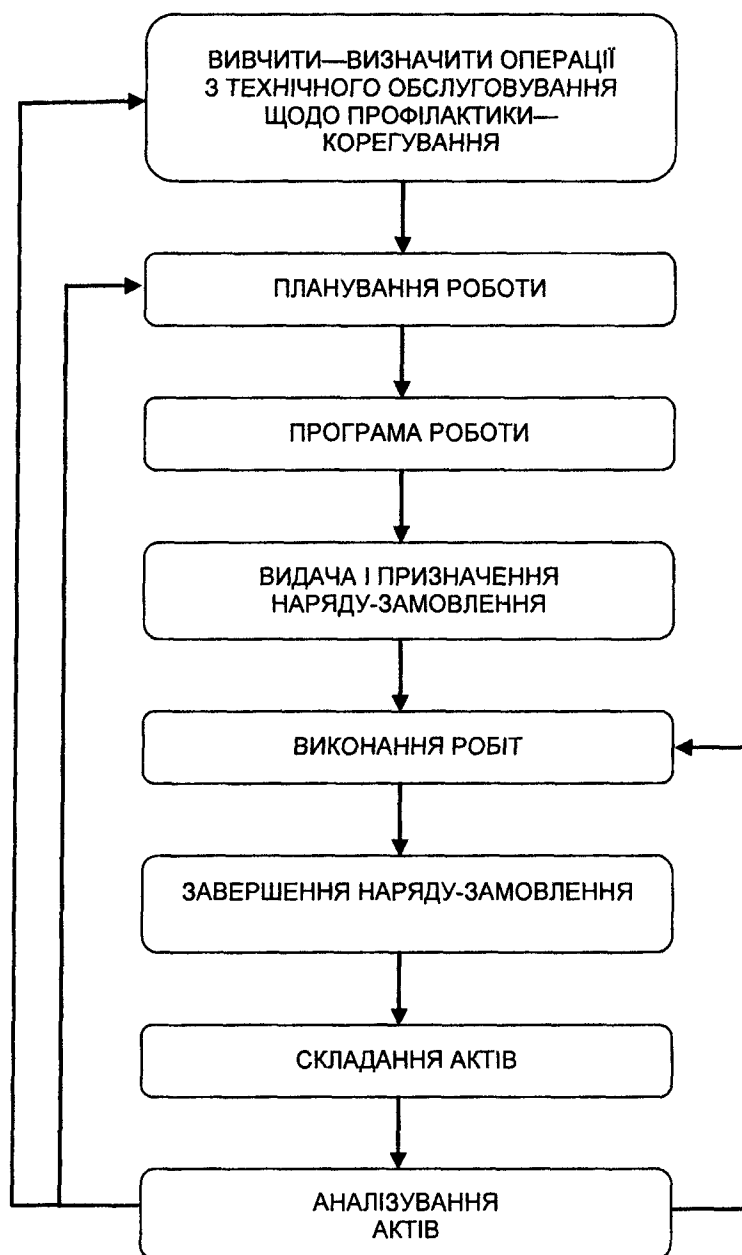 ВИВЧИТИ—ВИЗНАЧИТИ ОПЕРАЦІЇ
З ТЕХНІЧНОГО ОБСЛУГОВУВАННЯ
ЩОДО ПРОФІЛАКТИКИ—
КОРЕГУВАННЯ
ПЛАНУВАННЯ РОБОТИ
ПРОГРАМА РОБОТИ
ВИДАЧА І ПРИЗНАЧЕННЯ
НАРЯДУ-ЗАМОВЛЕННЯ
ВИКОНАННЯ РОБІТ
ЗАВЕРШЕННЯ НАРЯДУ-ЗАМОВЛЕННЯ
СКЛАДАННЯ АКТІВ
АНАЛІЗУВАННЯ
АКТІВ